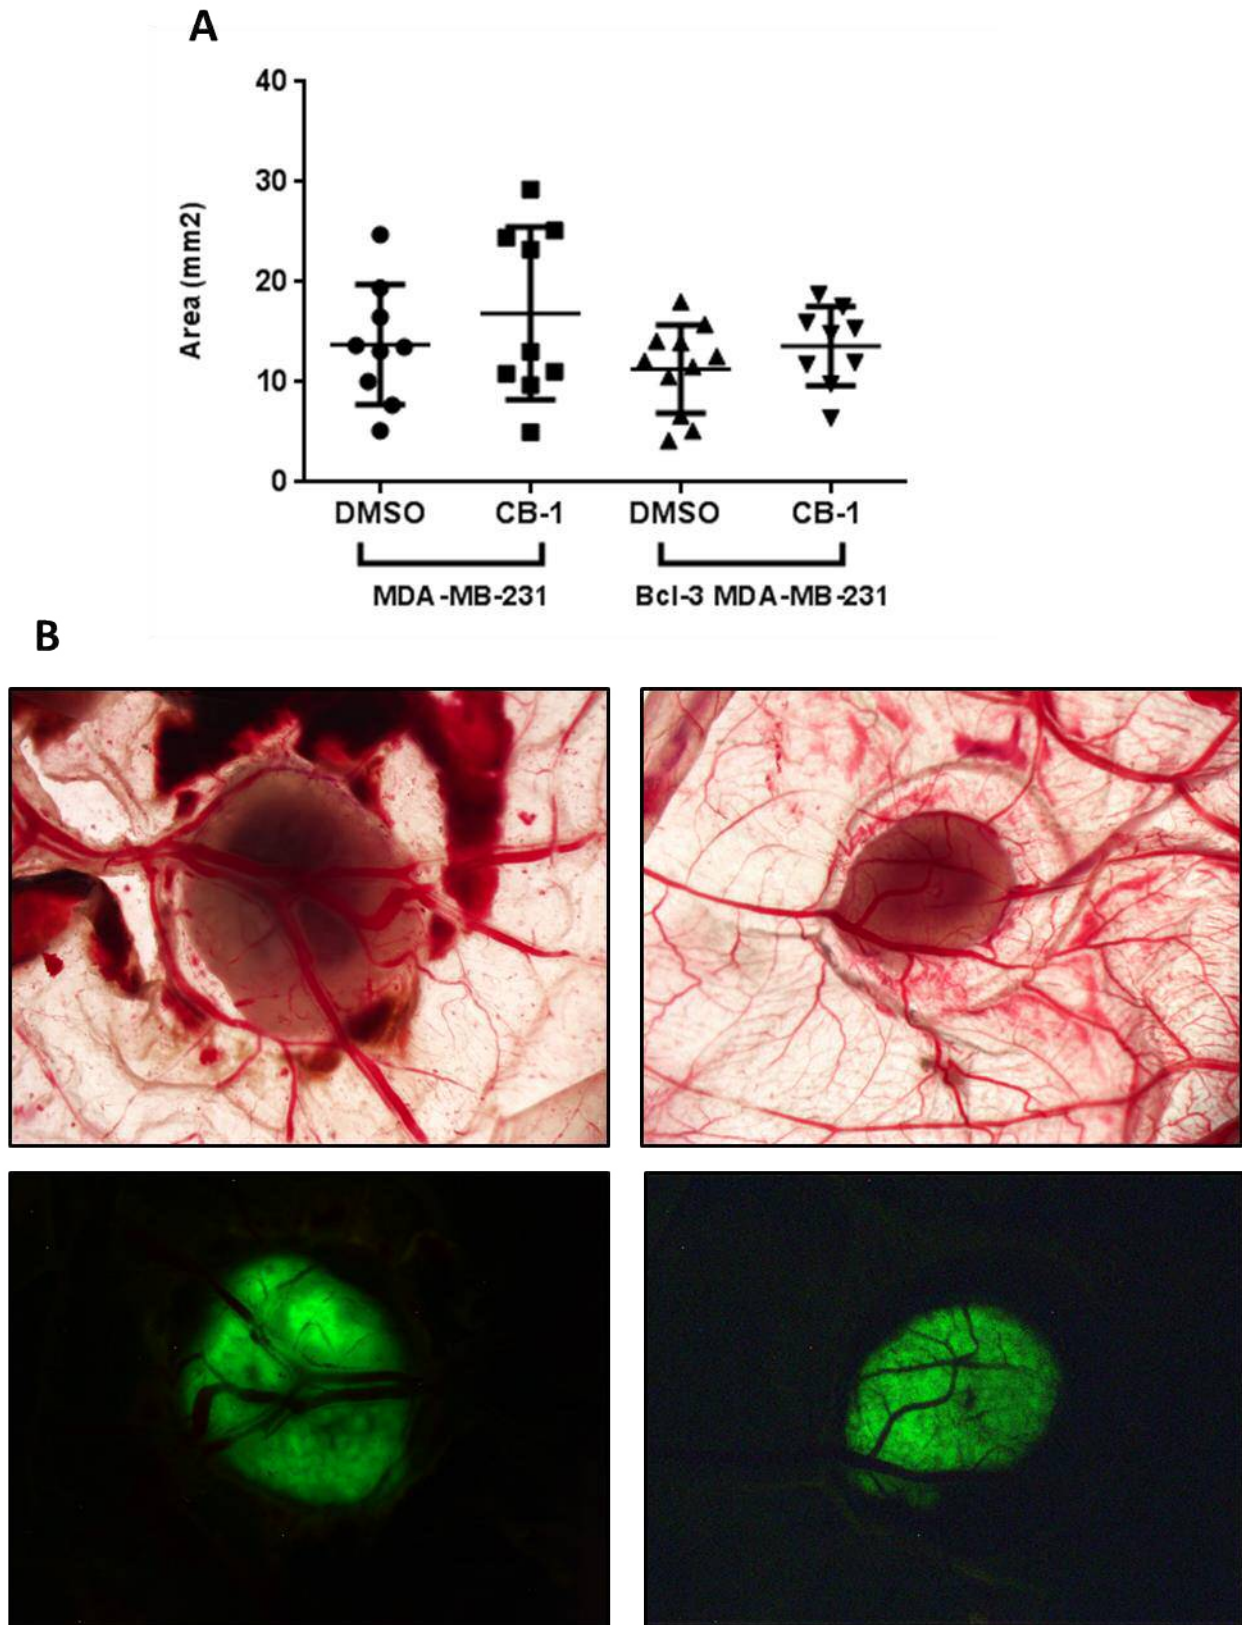 A
40
30
20
10
0
Area (mm2)
DMSO CB-1 DMSO CB-1
MDA-MB-231 Bcl-3 MDA-MB-231
B